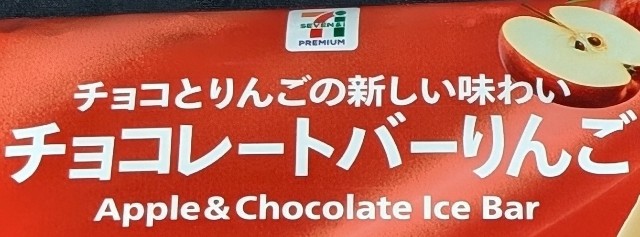 7i
SEVEN&i
PREMIUM
チョコとりんごの新しい味わい
チョコレートバーりんご
Apple&Chocolate Ice Bar